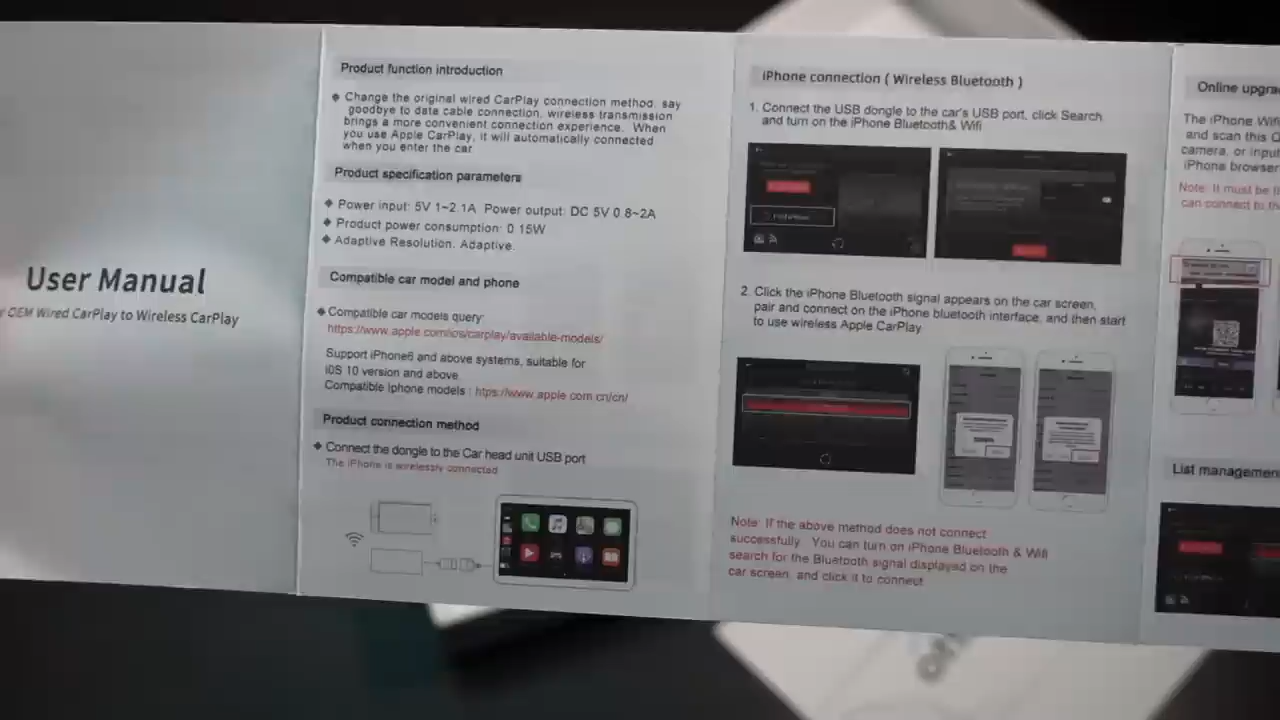 User Manual
OEM Wired CarPlay to Wireless CarPlay
Product function introduction
◆ Change the original wired CarPlay connection method, say
goodbye to data cable connection, wireless transmission
brings a more convenient connection experience. When
you use Apple CarPlay, it will automatically connected
when you enter the car
Product specification parameters
◆ Power input: 5V 1~2.1A Power output: DC 5V 0.8~2A
◆ Product power consumption: 0.15W
◆ Adaptive Resolution. Adaptive.
Compatible car model and phone
◆ Compatible car models query:
https://www.apple.com/ios/carplay/available-models/
Support iPhone6 and above systems, suitable for
iOS 10 version and above
Compatible Iphone models : https://www.apple.com.cn/cn/
Product connection method
◆ Connect the dongle to the Car head unit USB port
The iPhone is wirelessly connected
iPhone connection ( Wireless Bluetooth )
1. Connect the USB dongle to the car's USB port, click Search
and turn on the iPhone Bluetooth& Wifi
2. Click the iPhone Bluetooth signal appears on the car screen,
pair and connect on the iPhone bluetooth interface, and then start
to use wireless Apple CarPlay
Note: If the above method does not connect
successfully. You can turn on iPhone Bluetooth & Wifi
search for the Bluetooth signal displayed on the
car screen, and click it to connect
Online upgra
The iPhone Wif
and scan this
camera, or input
iPhone browser
Note: It must be
can connect to the
List management